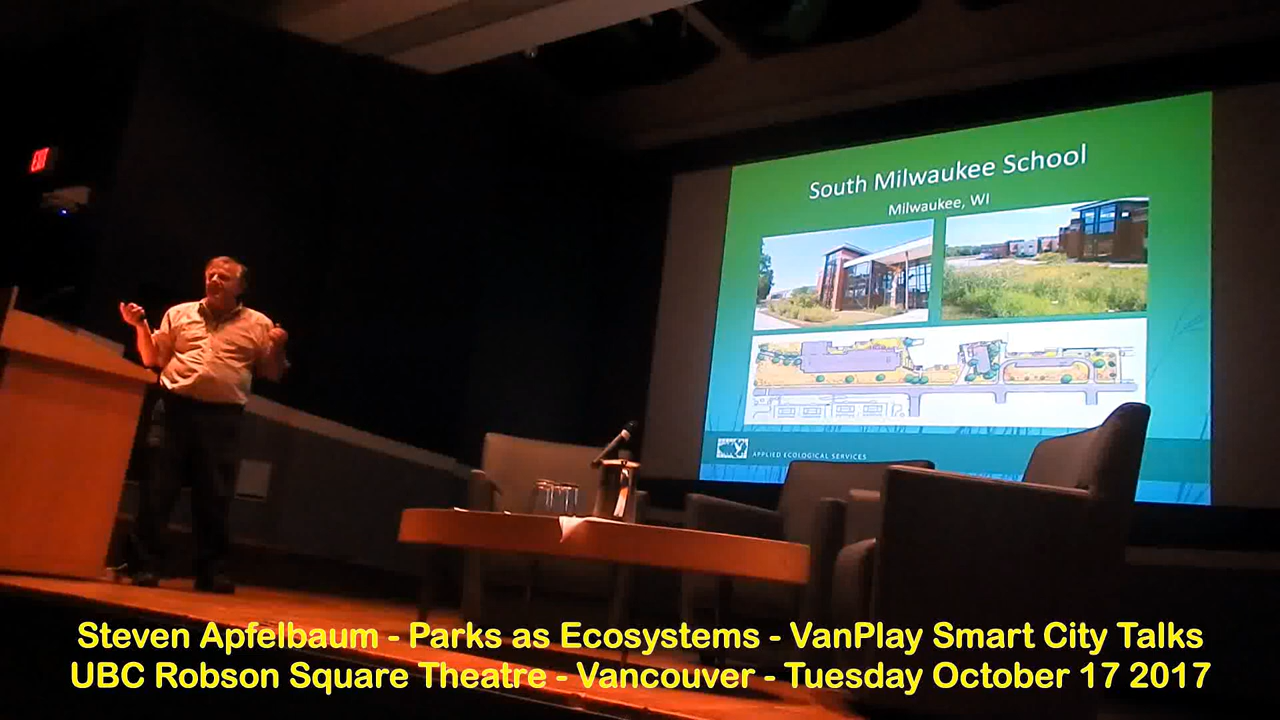 EXIT
South Milwaukee School
Milwaukee, WI
APPLIED ECOLOGICAL SERVICES
Steven Apfelbaum - Parks as Ecosystems - VanPlay Smart City Talks
UBC Robson Square Theatre - Vancouver - Tuesday October 17 2017